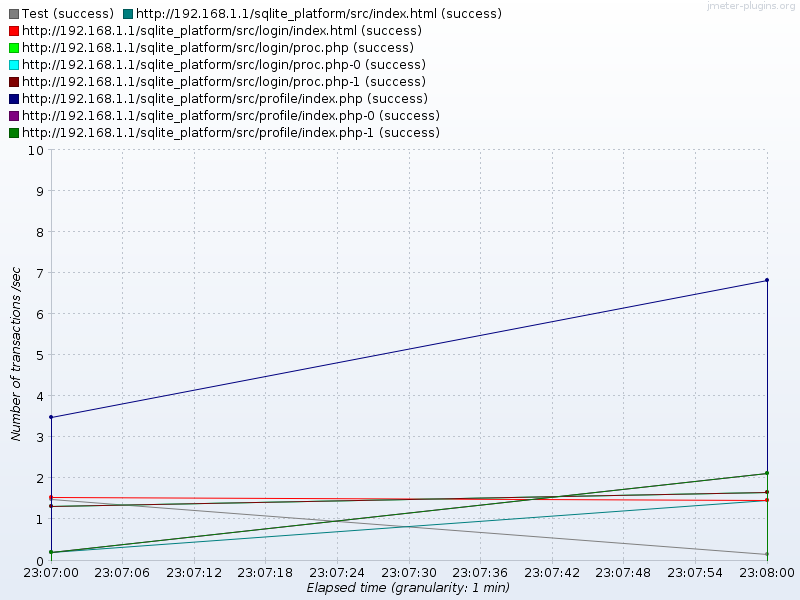 jmeter-plugins.org
Test (success) http://192.168.1.1/sqlite_platform/src/index.html (success)
http://192.168.1.1/sqlite_platform/src/login/index.html (success)
http://192.168.1.1/sqlite_platform/src/login/proc.php (success)
http://192.168.1.1/sqlite_platform/src/login/proc.php-0 (success)
http://192.168.1.1/sqlite_platform/src/login/proc.php-1 (success)
http://192.168.1.1/sqlite_platform/src/profile/index.php (success)
http://192.168.1.1/sqlite_platform/src/profile/index.php-0 (success)
http://192.168.1.1/sqlite_platform/src/profile/index.php-1 (success)
Number of transactions /sec
10
9
8
7
6
5
4
3
2
1
0
23:07:00 23:07:06 23:07:12 23:07:18 23:07:24 23:07:30 23:07:36 23:07:42 23:07:48 23:07:54 23:08:00
Elapsed time (granularity: 1 min)